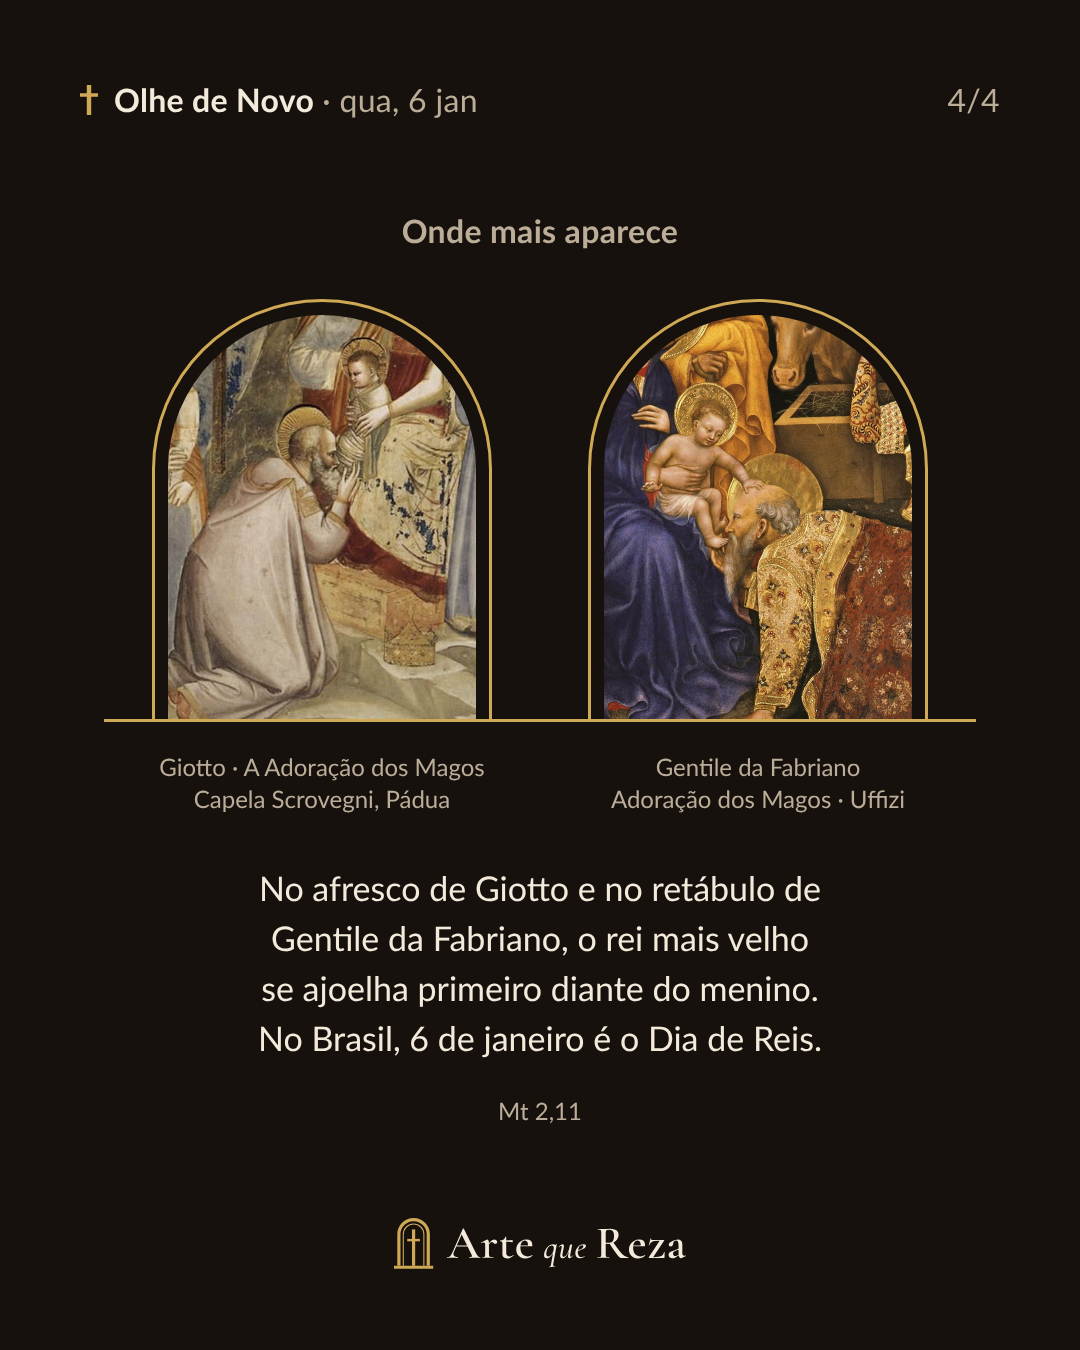 Olhe de Novo · qua, 6 jan
4/4
Onde mais aparece
Giotto · A Adoração dos Magos
Capela Scrovegni, Pádua
Gentile da Fabriano
Adoração dos Magos · Uffizi
No afresco de Giotto e no retábulo de
Gentile da Fabriano, o rei mais velho
se ajoelha primeiro diante do menino.
No Brasil, 6 de janeiro é o Dia de Reis.
Mt 2,11
Arte que Reza